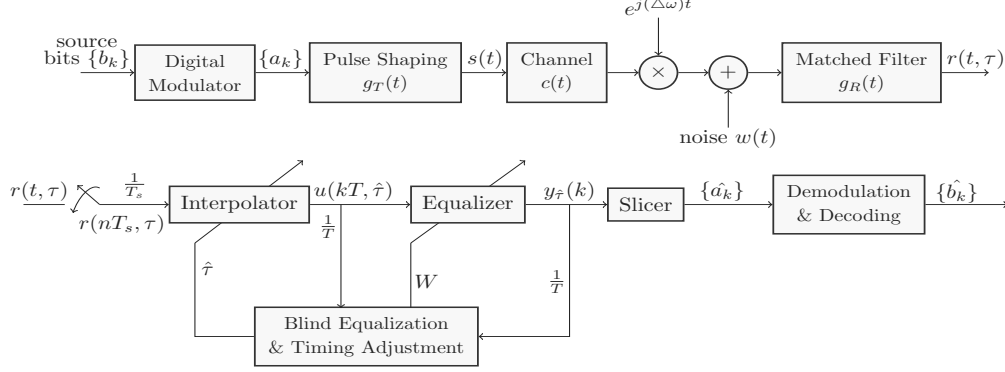 e^{j(△ω)t}
source
bits {b_k}
Digital
Modulator
{a_k}
Pulse Shaping
g_T(t)
s(t)
Channel
c(t)
×
+
Matched Filter
g_R(t)
r(t, τ)
noise w(t)
r(t, τ)
1/T_s
r(nT_s, τ)
Interpolator
u(kT, τ̂)
1/T
Equalizer
y_τ̂(k)
Slicer
{â_k}
Demodulation
& Decoding
{b̂_k}
τ̂
W
1/T
Blind Equalization
& Timing Adjustment